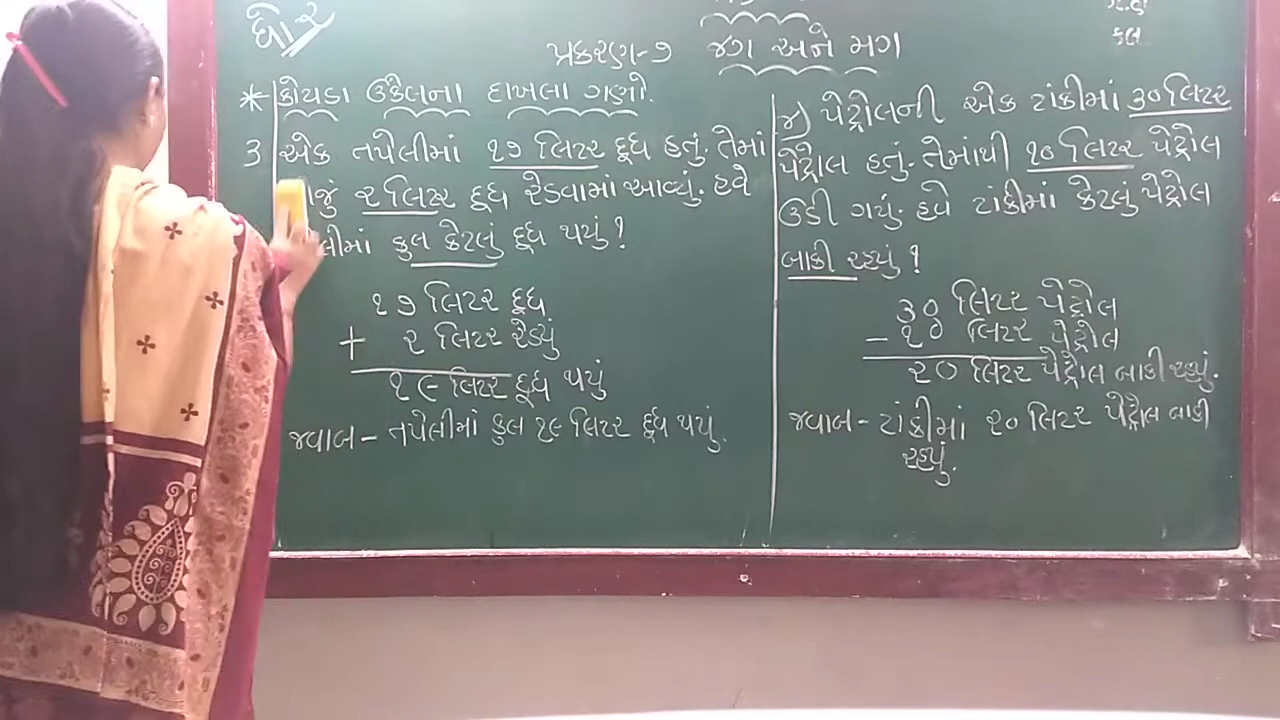 ધોર
પ્રકરણ-૭ જગ અને મગ
* કોયડા ઉકેલના દાખલા ગણો.
૩ એક તપેલીમાં ૧૭ લિટર દૂધ હતું. તેમાં
૨ લિટર દૂધ રેડવામાં આવ્યું. હવે
કુલ કેટલું દૂધ થયું?
૧૭ લિટર દૂધ
+ ૨ લિટર રેડ્યું
૧૯ લિટર દૂધ થયું
જવાબ- તપેલીમાં કુલ ૧૯ લિટર દૂધ થયું.
૪) પેટ્રોલની એક ટાંકીમાં ૩૦ લિટર
પેટ્રોલ હતું. તેમાંથી ૧૦ લિટર પેટ્રોલ
ઉડી ગયું. હવે ટાંકીમાં કેટલું પેટ્રોલ
બાકી રહ્યું?
૩૦ લિટર પેટ્રોલ
- ૧૦ લિટર પેટ્રોલ
૨૦ લિટર પેટ્રોલ બાકી રહ્યું.
જવાબ- ટાંકીમાં ૨૦ લિટર પેટ્રોલ બાકી
રહ્યું.